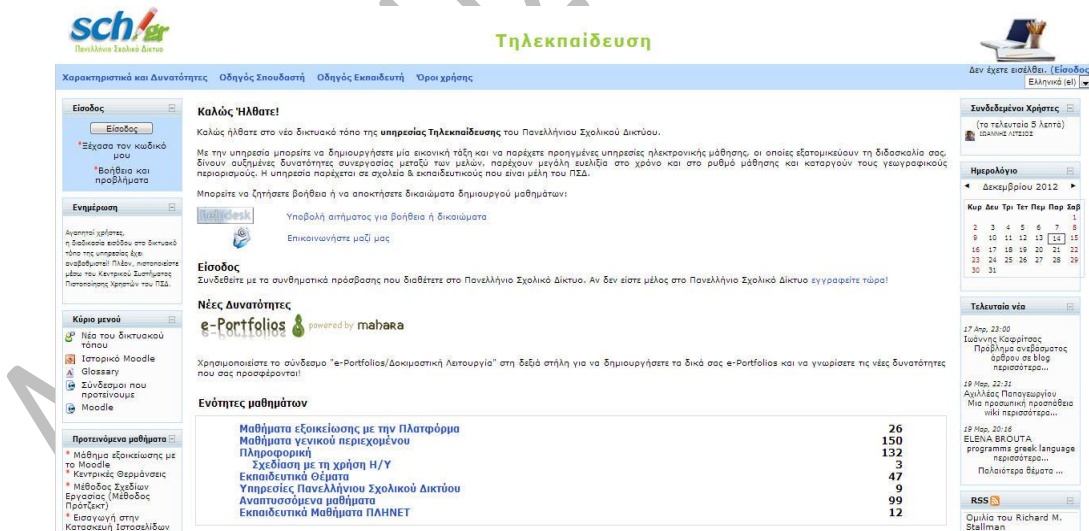 sch.gr
Πανελλήνιο Σχολικό Δίκτυο
Τηλεκπαίδευση
Χαρακτηριστικά και Δυνατότητες Οδηγός Σπουδαστή Οδηγός Εκπαιδευτή Όροι χρήσης
Δεν έχετε εισέλθει. (Είσοδος
Ελληνικά (el)
Είσοδος
Είσοδος
*Ξέχασα τον κωδικό
μου
*Βοήθεια και
προβλήματα
Ενημέρωση
Αγαπητοί χρήστες,
η διαδικασία εισόδου στο δικτυακό
τόπο της υπηρεσίας έχει
αναβαθμιστεί! Πλέον, πιστοποιείστε
μέσω του Κεντρικού Συστήματος
Πιστοποίησης Χρηστών του ΠΣΔ.
Κύριο μενού
Νέα του δικτυακού
τόπου
Ιστορικό Moodle
Glossary
Σύνδεσμοι που
προτείνουμε
Moodle
Προτεινόμενα μαθήματα
* Μάθημα εξοικείωσης με
το Moodle
* Κεντρικές Θερμάνσεις
* Μέθοδος Σχεδίων
Εργασίας (Μέθοδος
Πρότζεκτ)
* Εισαγωγή στην
Κατασκευή Ιστοσελίδων
Καλώς Ήλθατε!
Καλώς ήλθατε στο νέο δικτυακό τόπο της υπηρεσίας Τηλεκπαίδευσης του Πανελλήνιου Σχολικού Δικτύου.
Με την υπηρεσία μπορείτε να δημιουργήσετε μία εικονική τάξη και να παρέχετε προηγμένες υπηρεσίες ηλεκτρονικής μάθησης, οι οποίες εξατομικεύουν τη διδασκαλία σας,
δίνουν αυξημένες δυνατότητες συνεργασίας μεταξύ των μελών, παρέχουν μεγάλη ευελιξία στο χρόνο και στο ρυθμό μάθησης και καταργούν τους γεωγραφικούς
περιορισμούς. Η υπηρεσία παρέχεται σε σχολεία & εκπαιδευτικούς που είναι μέλη του ΠΣΔ.
Μπορείτε να ζητήσετε βοήθεια ή να αποκτήσετε δικαιώματα δημιουργού μαθημάτων:
helpdesk Υποβολή αιτήματος για βοήθεια ή δικαιώματα
Επικοινωνήστε μαζί μας
Είσοδος
Συνδεθείτε με τα συνθηματικά πρόσβασης που διαθέτετε στο Πανελλήνιο Σχολικό Δίκτυο. Αν δεν είστε μέλος στο Πανελλήνιο Σχολικό Δίκτυο εγγραφείτε τώρα!
Νέες Δυνατότητες
e-Portfolios powered by mahara
Χρησιμοποιείστε το σύνδεσμο "e-Portfolios/Δοκιμαστική Λειτουργία" στη δεξιά στήλη για να δημιουργήσετε τα δικά σας e-Portfolios και να γνωρίσετε τις νέες δυνατότητες
που σας προσφέρονται!
Ενότητες μαθημάτων
Μαθήματα εξοικείωσης με την Πλατφόρμα 26
Μαθήματα γενικού περιεχομένου 150
Πληροφορική 132
Σχεδίαση με τη χρήση Η/Υ 3
Εκπαιδευτικά Θέματα 47
Υπηρεσίες Πανελλήνιου Σχολικού Δικτύου 9
Αναπτυσσόμενα μαθήματα 99
Εκπαιδευτικά Μαθήματα ΠΛΗΝΕΤ 12
Συνδεδεμένοι Χρήστες
(τα τελευταία 5 λεπτά)
ΙΩΑΝΝΗΣ ΛΙΤΣΙΟΣ
Ημερολόγιο
◄ Δεκεμβρίου 2012 ►
Κυρ Δευ Τρι Τετ Πεμ Παρ Σαβ
1
2 3 4 5 6 7 8
9 10 11 12 13 14 15
16 17 18 19 20 21 22
23 24 25 26 27 28 29
30 31
Τελευταία νέα
17 Απρ, 23:00
Ιωάννης Καφρίτσας
Πρόβλημα ανεβάσματος
άρθρου σε blog
περισσότερα...
19 Μαρ, 22:31
Αχιλλέας Παπαγεωργίου
Μια προσωπική προσπάθεια
wiki περισσότερα...
19 Μαρ, 20:16
ELENA BROUTA
programms greek language
περισσότερα...
Παλαιότερα θέματα ...
RSS
Ομιλία του Richard M.
Stallman